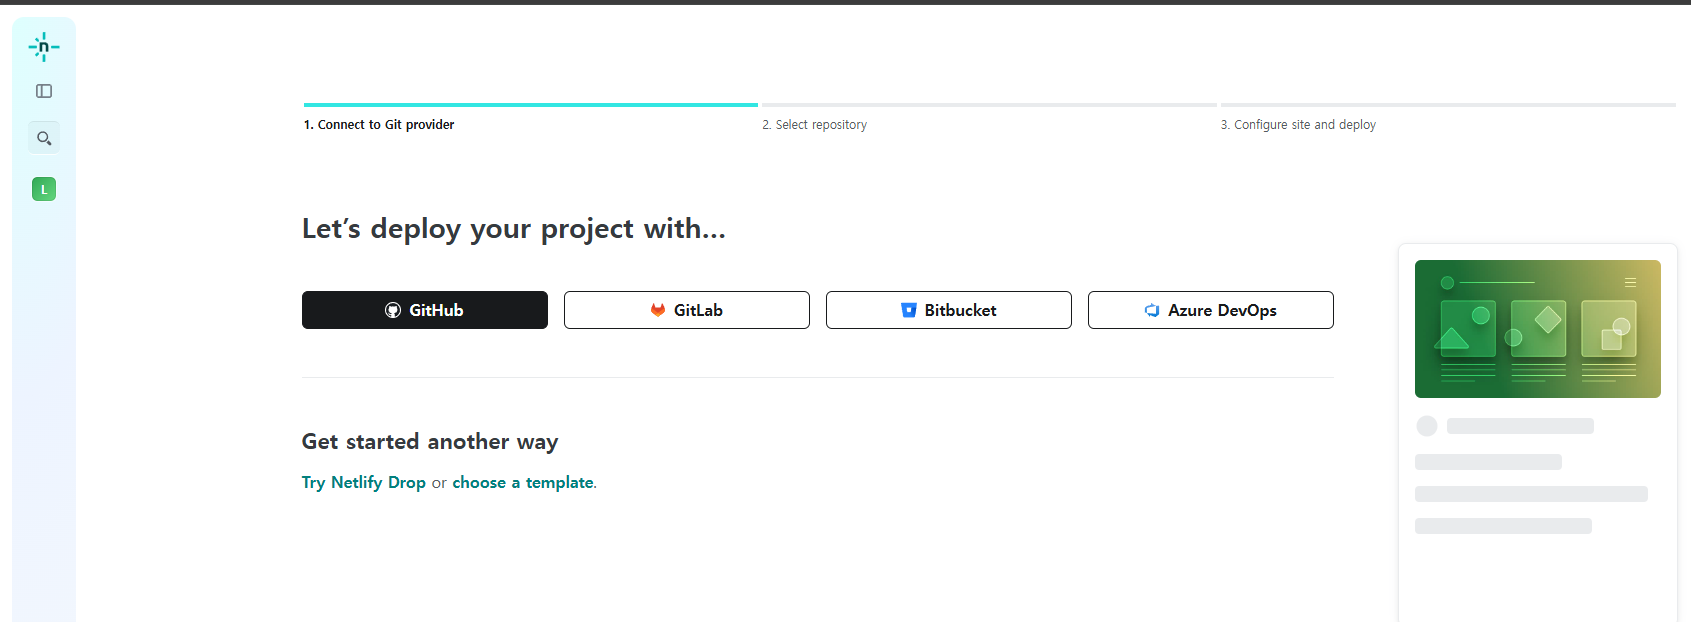 n
L
1. Connect to Git provider
2. Select repository
3. Configure site and deploy
Let’s deploy your project with…
GitHub
GitLab
Bitbucket
Azure DevOps
Get started another way
Try Netlify Drop or choose a template.